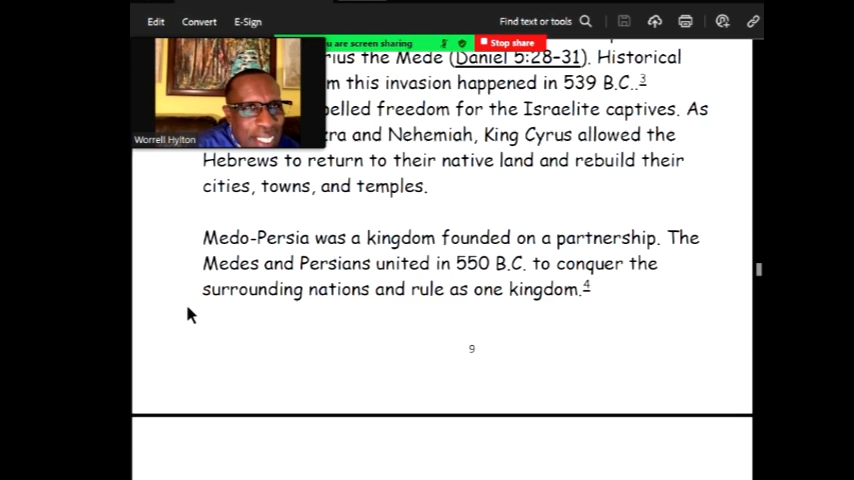 Edit Convert E-Sign Find text or tools
u are screen sharing Stop share
rius the Mede (Daniel 5:28-31). Historical
m this invasion happened in 539 B.C..3
elled freedom for the Israelite captives. As
Worrell Hylton
ra and Nehemiah, King Cyrus allowed the
Hebrews to return to their native land and rebuild their
cities, towns, and temples.
Medo-Persia was a kingdom founded on a partnership. The
Medes and Persians united in 550 B.C. to conquer the
surrounding nations and rule as one kingdom.4
9